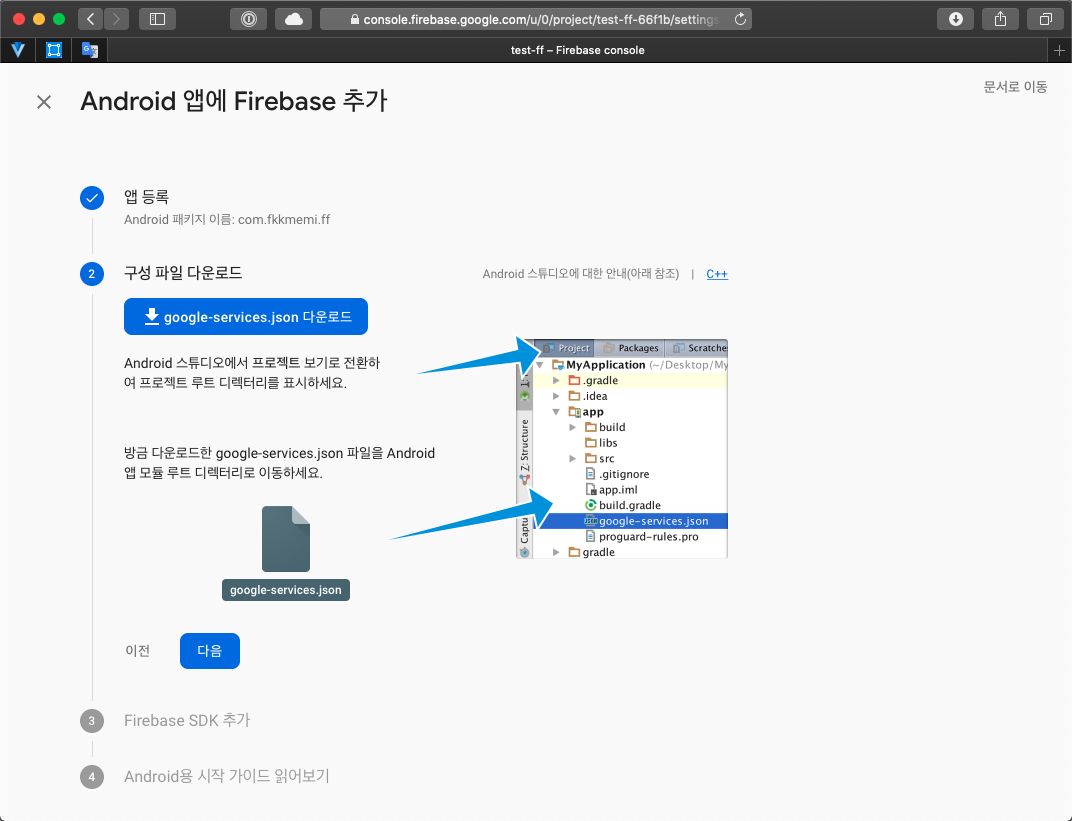 console.firebase.google.com/u/0/project/test-ff-66f1b/settings
test-ff – Firebase console
Android 앱에 Firebase 추가
문서로 이동
앱 등록
Android 패키지 이름: com.fkkmemi.ff
2
구성 파일 다운로드
Android 스튜디오에 대한 안내(아래 참조) | C++
google-services.json 다운로드
Android 스튜디오에서 프로젝트 보기로 전환하
여 프로젝트 루트 디렉터리를 표시하세요.
방금 다운로드한 google-services.json 파일을 Android
앱 모듈 루트 디렉터리로 이동하세요.
google-services.json
Project Packages Scratche
MyApplication (~/Desktop/My
.gradle
.idea
app
build
libs
src
.gitignore
app.iml
build.gradle
google-services.json
proguard-rules.pro
gradle
Z: Structure
Captu
이전
다음
3
Firebase SDK 추가
4
Android용 시작 가이드 읽어보기